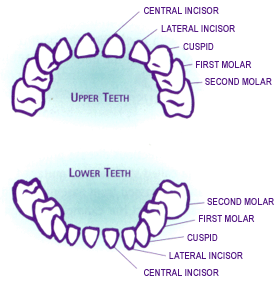 CENTRAL INCISOR
LATERAL INCISOR
CUSPID
FIRST MOLAR
SECOND MOLAR
UPPER TEETH
LOWER TEETH
SECOND MOLAR
FIRST MOLAR
CUSPID
LATERAL INCISOR
CENTRAL INCISOR